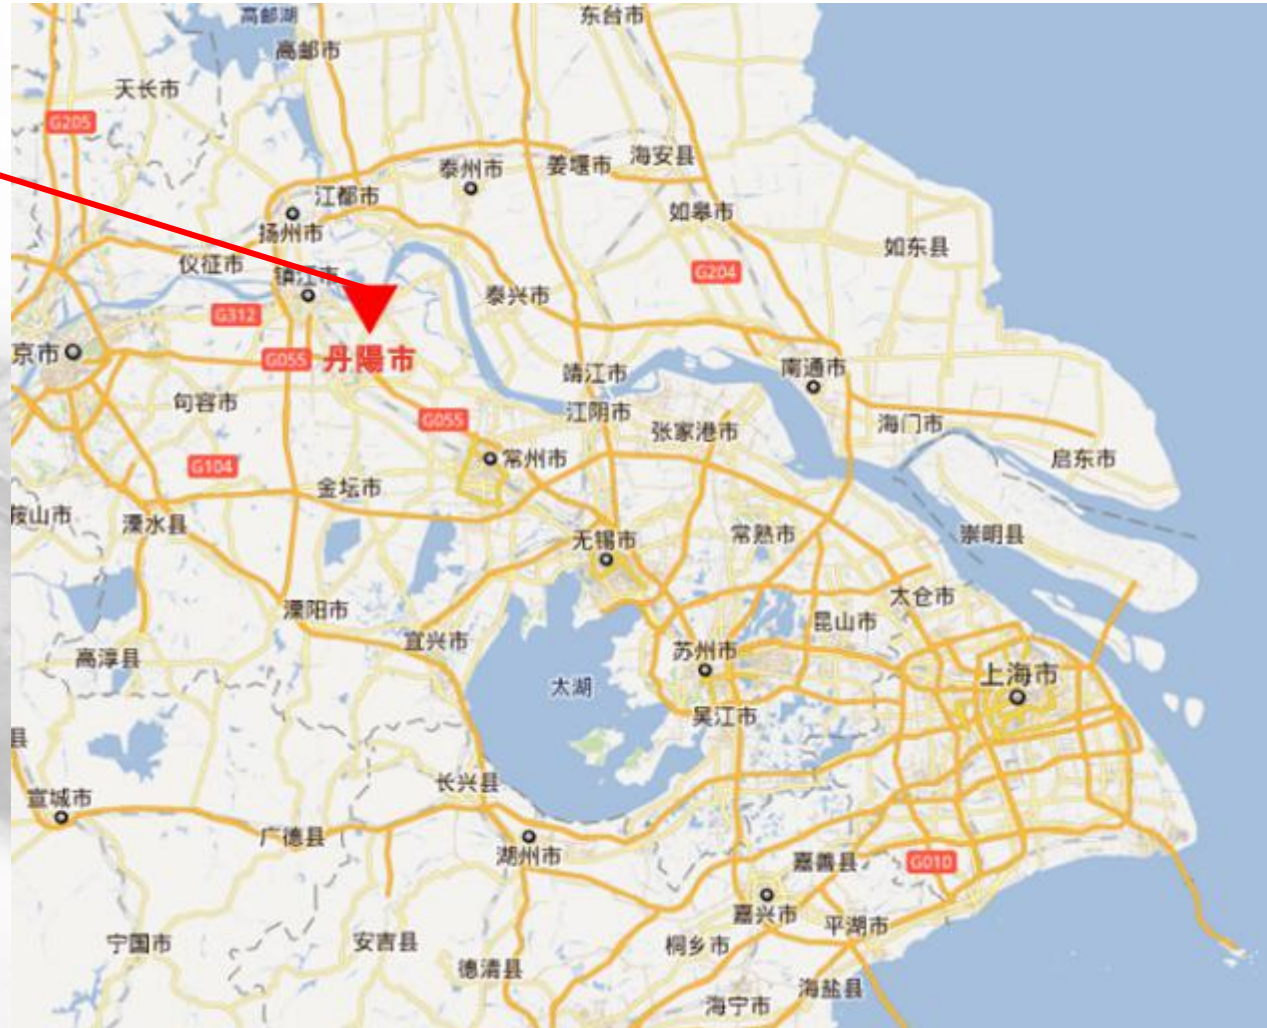 高邮湖
东台市
高邮市
天长市
G205
海安县
姜堰市
泰州市
江都市
如皋市
扬州市
如东县
仪征市
镇江市
G204
泰兴市
G312
京市
G055
丹陽市
靖江市
南通市
句容市
江阴市
G055
海门市
张家港市
常州市
启东市
G104
金坛市
鞍山市
溧水县
无锡市
常熟市
崇明县
太仓市
溧阳市
昆山市
宜兴市
苏州市
高淳县
上海市
太湖
吴江市
县
长兴县
宣城市
广德县
湖州市
嘉善县
G010
嘉兴市
平湖市
宁国市
安吉县
桐乡市
德清县
海盐县
海宁市